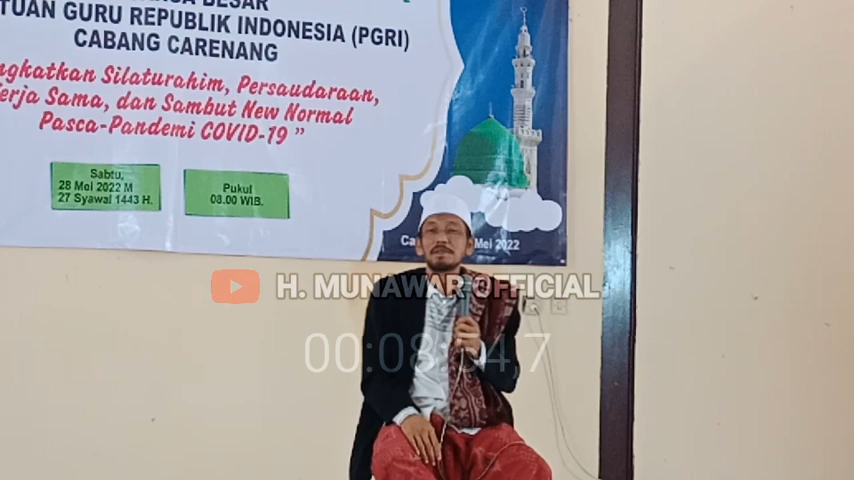 BESAR
GURU REPUBLIK INDONESIA (PGRI)
CABANG CARENANG
Silaturahim, Persaudaraan,
Sama, dan Sambut New Normal
Pasca-Pandemi COVID-19 "
Sabtu,
28 Mei 2022 M
27 Syawal 1443 H.
Pukul
08.00 WIB.
Mei 2022
H. MUNAWAR OFFICIAL